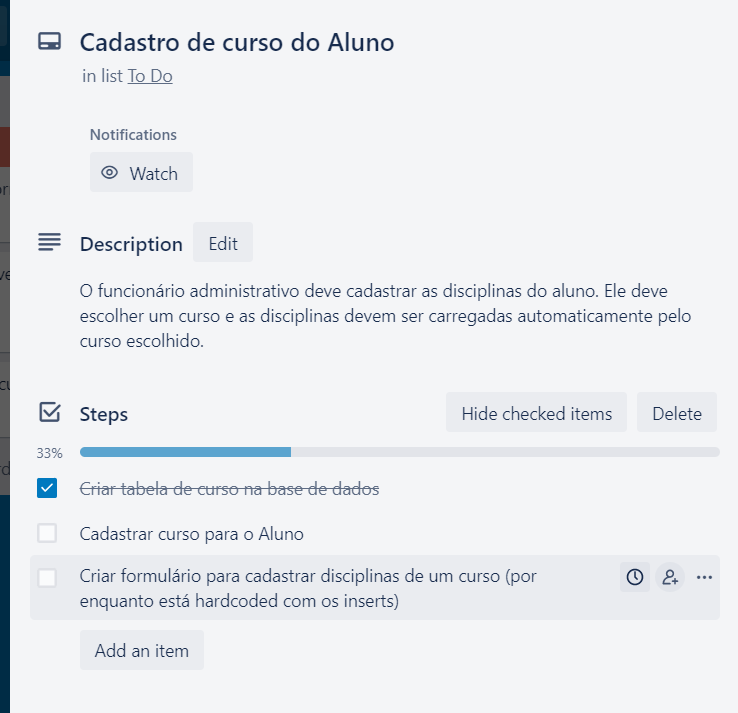 Cadastro de curso do Aluno
in list To Do
Notifications
Watch
Description Edit
O funcionário administrativo deve cadastrar as disciplinas do aluno. Ele deve
escolher um curso e as disciplinas devem ser carregadas automaticamente pelo
curso escolhido.
Steps Hide checked items Delete
33%
Criar tabela de curso na base de dados
Cadastrar curso para o Aluno
Criar formulário para cadastrar disciplinas de um curso (por
enquanto está hardcoded com os inserts)
Add an item